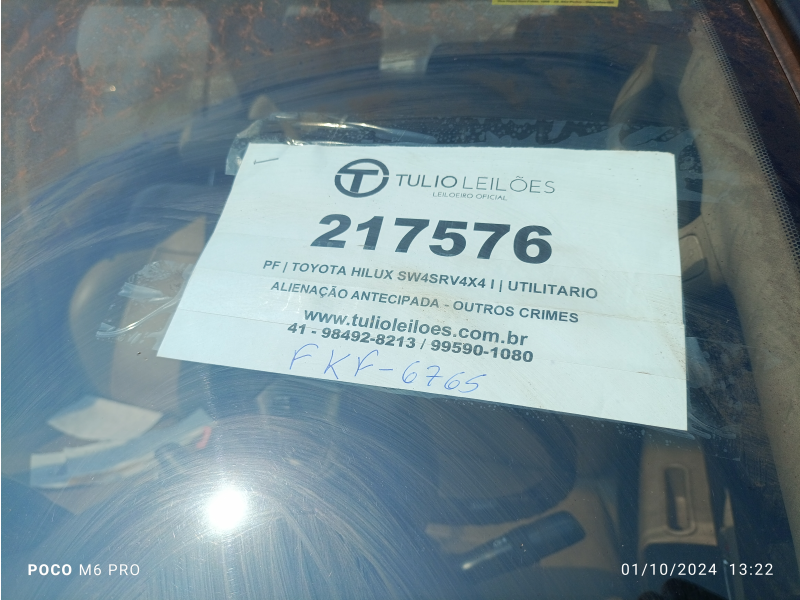 TULIO LEILÕES
LEILOEIRO OFICIAL
217576
PF | TOYOTA HILUX SW4SRV4X4 I | UTILITARIO
ALIENAÇÃO ANTECIPADA - OUTROS CRIMES
www.tulioleiloes.com.br
41 - 98492-8213 / 99590-1080
FKF-6765
POCO M6 PRO
01/10/2024 13:22